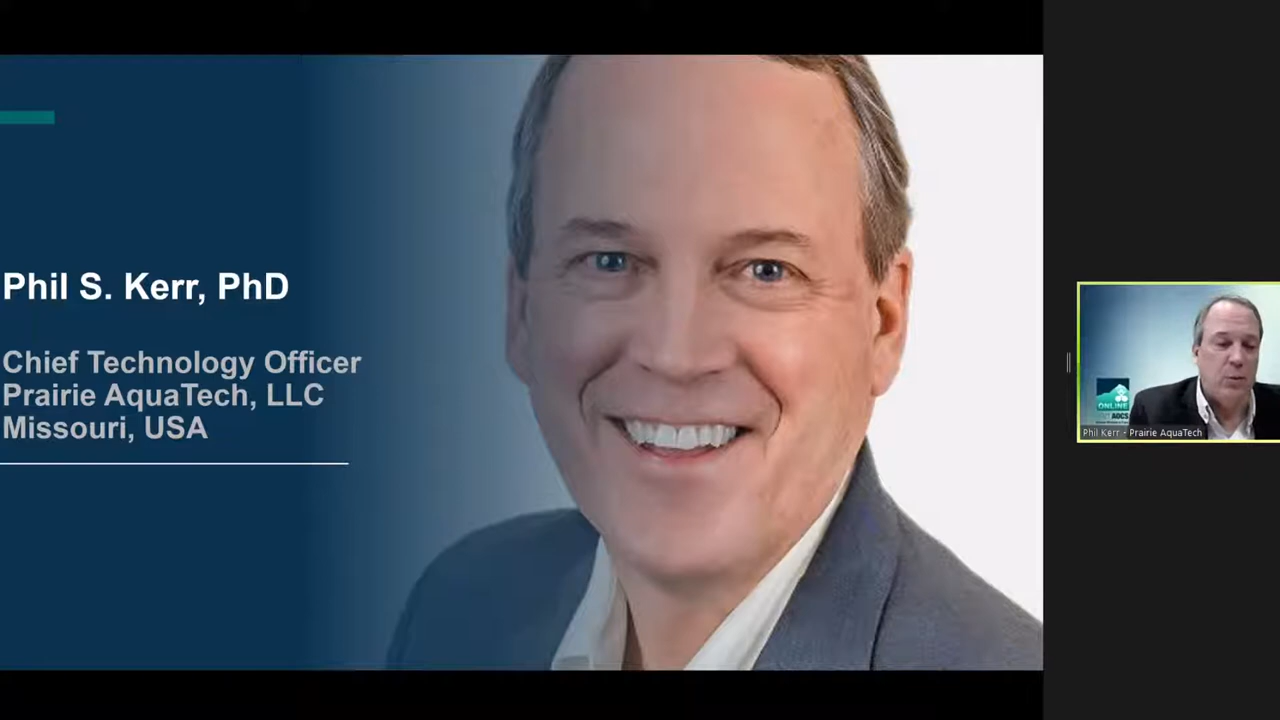 Phil S. Kerr, PhD
Chief Technology Officer
Prairie AquaTech, LLC
Missouri, USA
ONLINE
AOCS
Phil Kerr - Prairie AquaTech